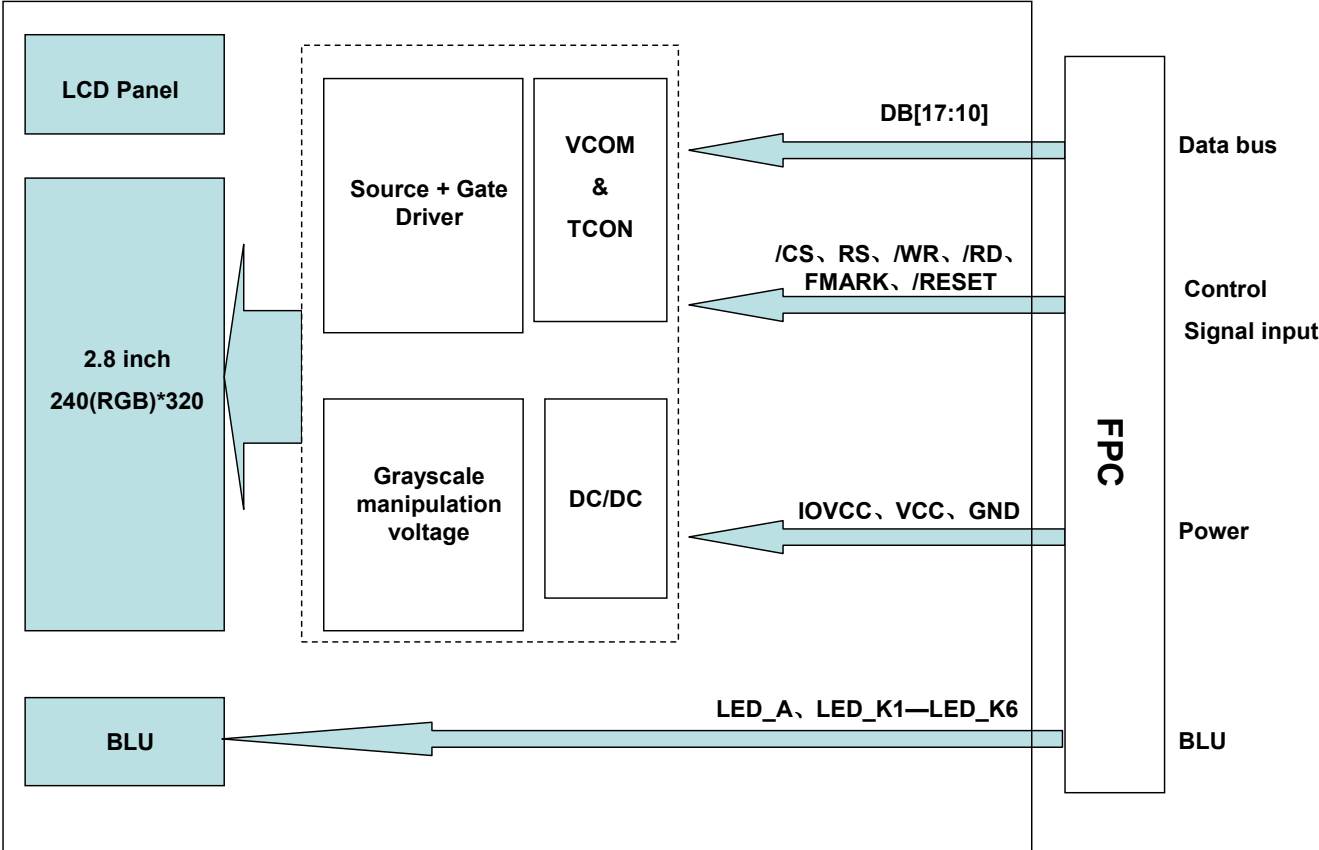 LCD Panel
2.8 inch
240(RGB)*320
BLU
Source + Gate
Driver
VCOM
&
TCON
Grayscale
manipulation
voltage
DC/DC
DB[17:10]
/CS、RS、/WR、/RD、
FMARK、/RESET
IOVCC、VCC、GND
LED_A、LED_K1—LED_K6
FPC
Data bus
Control
Signal input
Power
BLU